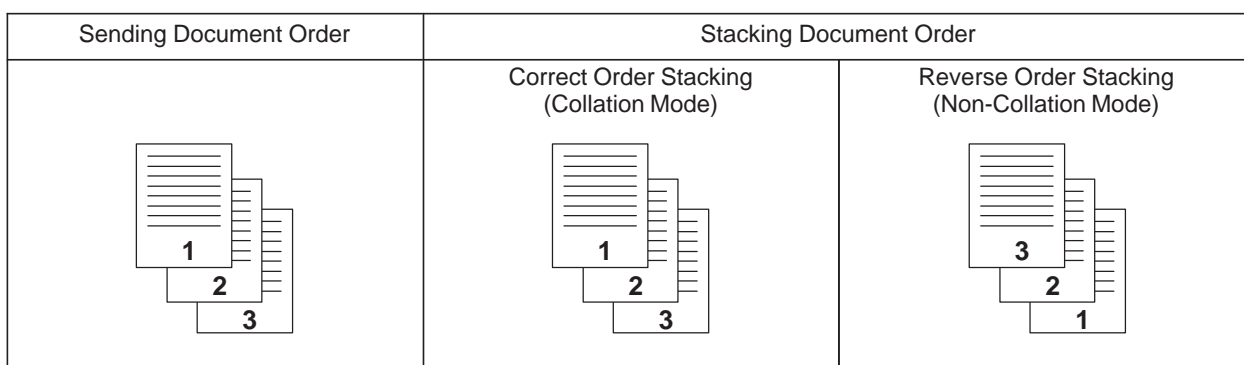 Sending Document Order
Stacking Document Order
Correct Order Stacking
(Collation Mode)
Reverse Order Stacking
(Non-Collation Mode)
1
2
3
1
2
3
3
2
1